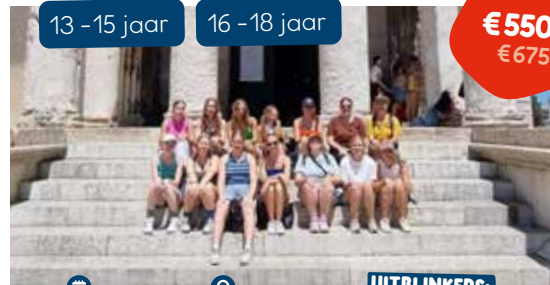 13 - 15 jaar
16 - 18 jaar
€ 550
€ 675
UITBLINKERS: